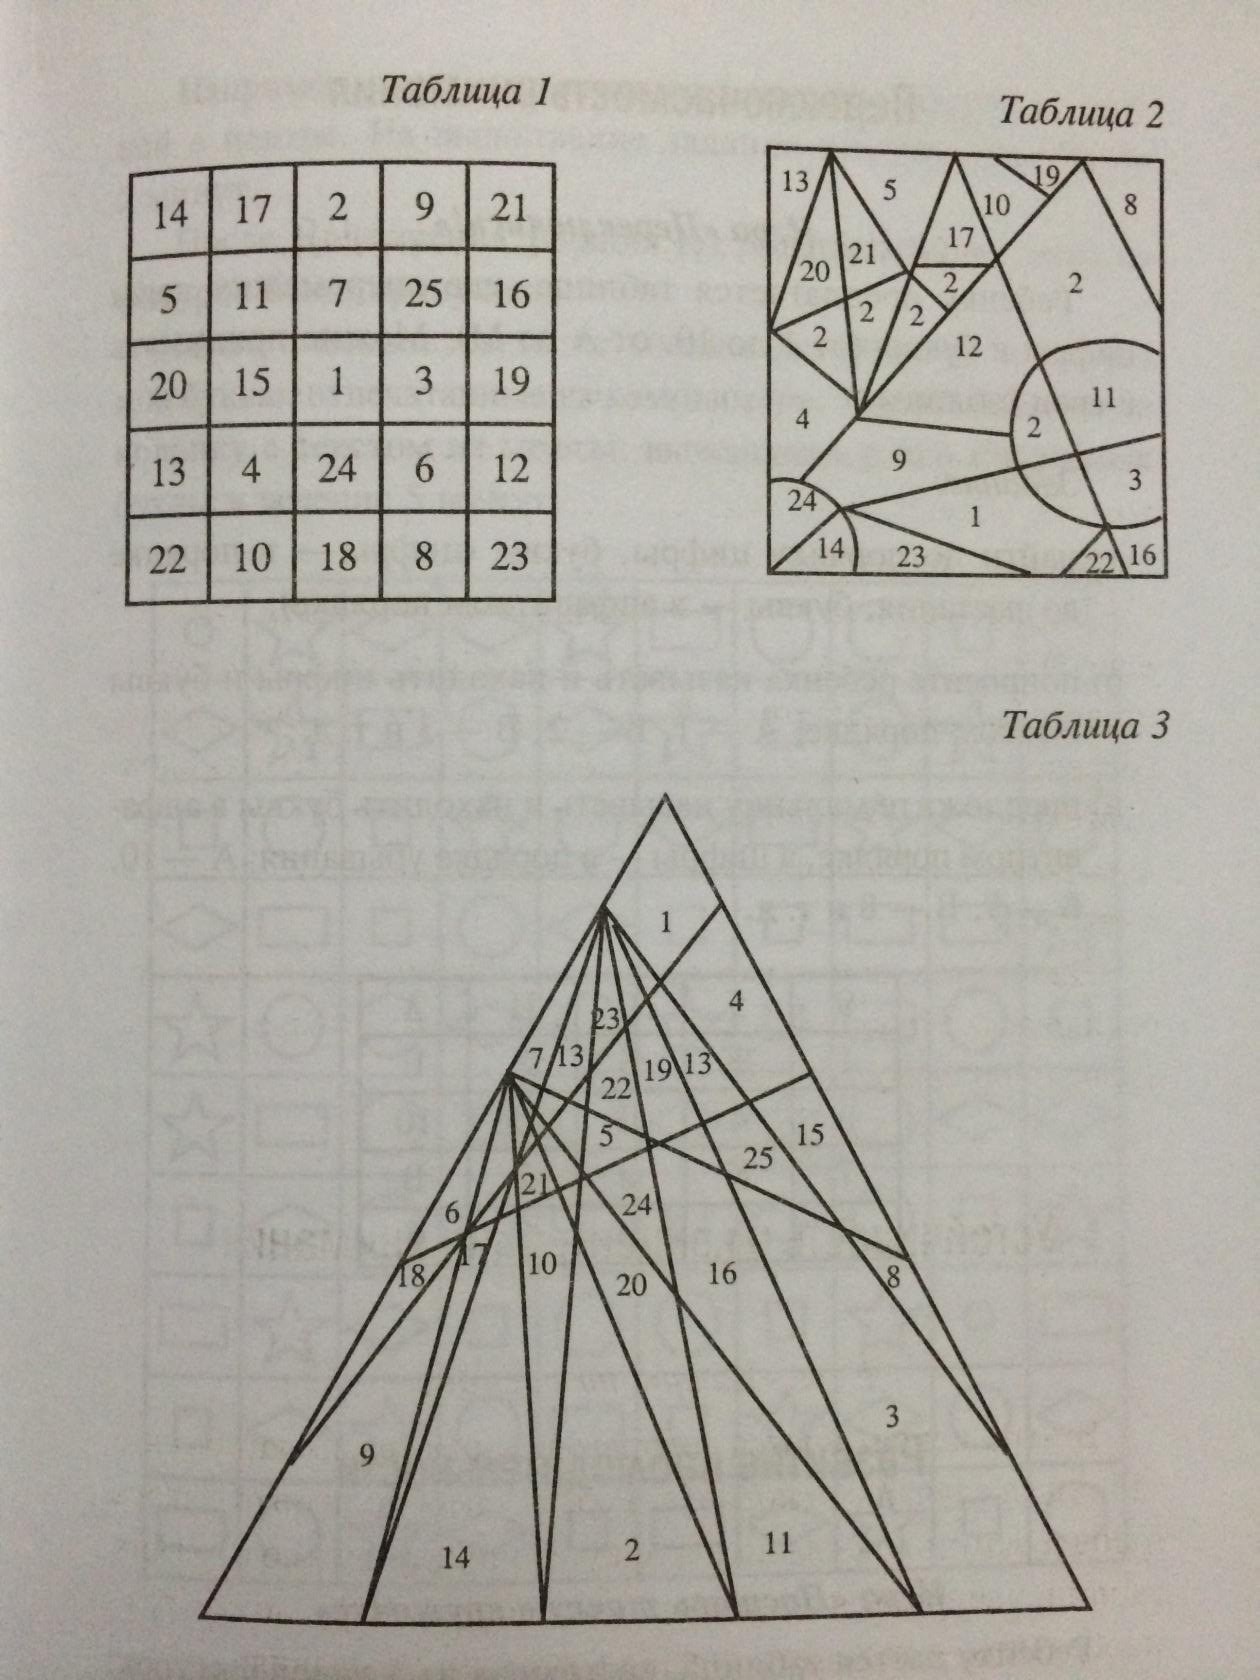 Таблица 1
14 17 2 9 21
5 11 7 25 16
20 15 1 3 19
13 4 24 6 12
22 10 18 8 23
Таблица 2
13 5 10 19 8
20 21 17 2 2
2 2 2 12 11
4 9 2 3
24 14 23 1 22 16
Таблица 3
1
4
23
7 13 22 19 13
5 25 15
6 21 24
18 17 10 20 16 8
9 3
14 2 11